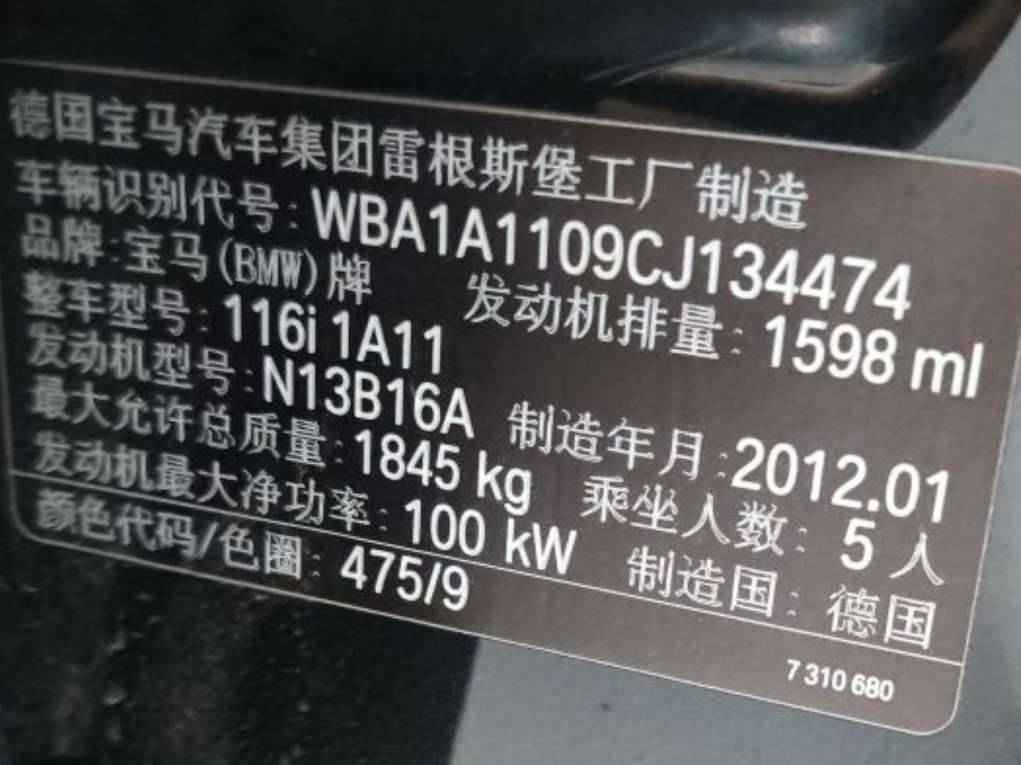 德国宝马汽车集团雷根斯堡工厂制造
车辆识别代号: WBA1A1109CJ134474
品牌:宝马(BMW)牌 发动机排量: 1598 ml
整车型号: 116i 1A11
发动机型号: N13B16A 制造年月:2012.01
最大允许总质量: 1845 kg 乘坐人数: 5 人
发动机最大净功率: 100 kW 制造国: 德国
颜色代码/色圈: 475/9
7 310 680